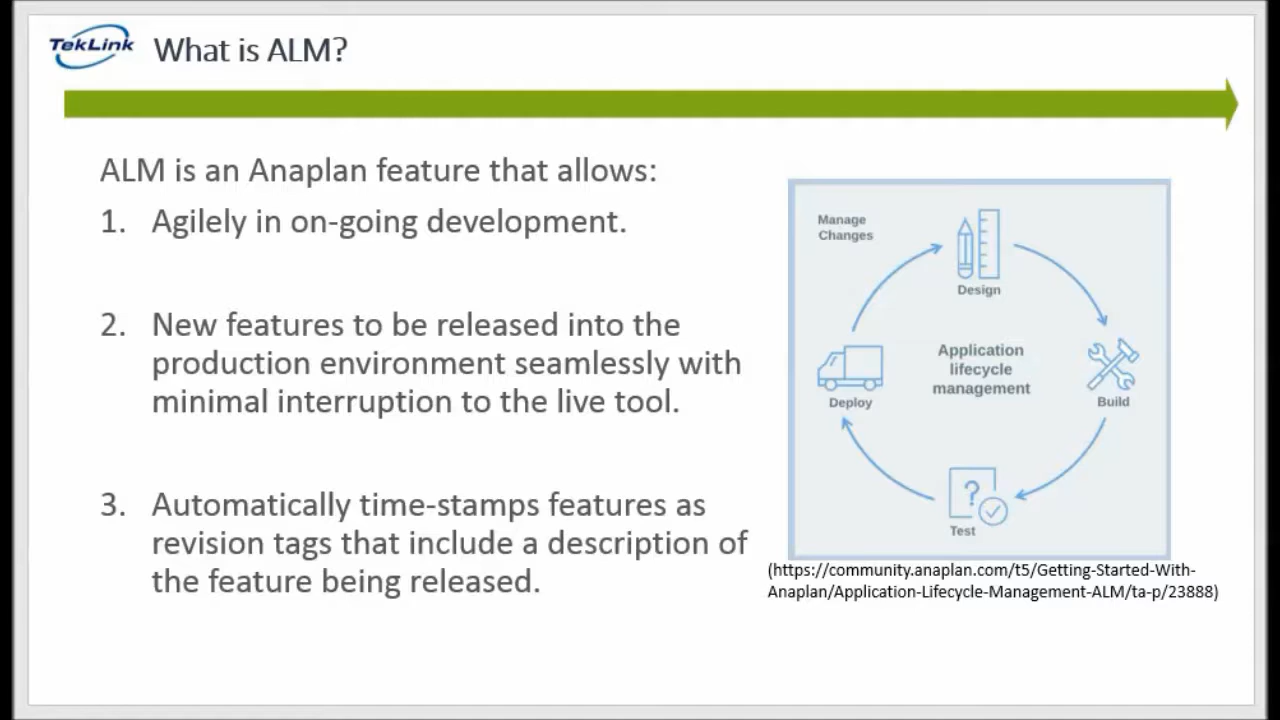 TekLink
What is ALM?
ALM is an Anaplan feature that allows:
1. Agilely in on-going development.
2. New features to be released into the
production environment seamlessly with
minimal interruption to the live tool.
3. Automatically time-stamps features as
revision tags that include a description of
the feature being released.
Manage
Changes
Design
Application
lifecycle
management
Deploy
Build
?
Test
(https://community.anaplan.com/t5/Getting-Started-With-
Anaplan/Application-Lifecycle-Management-ALM/ta-p/23888)